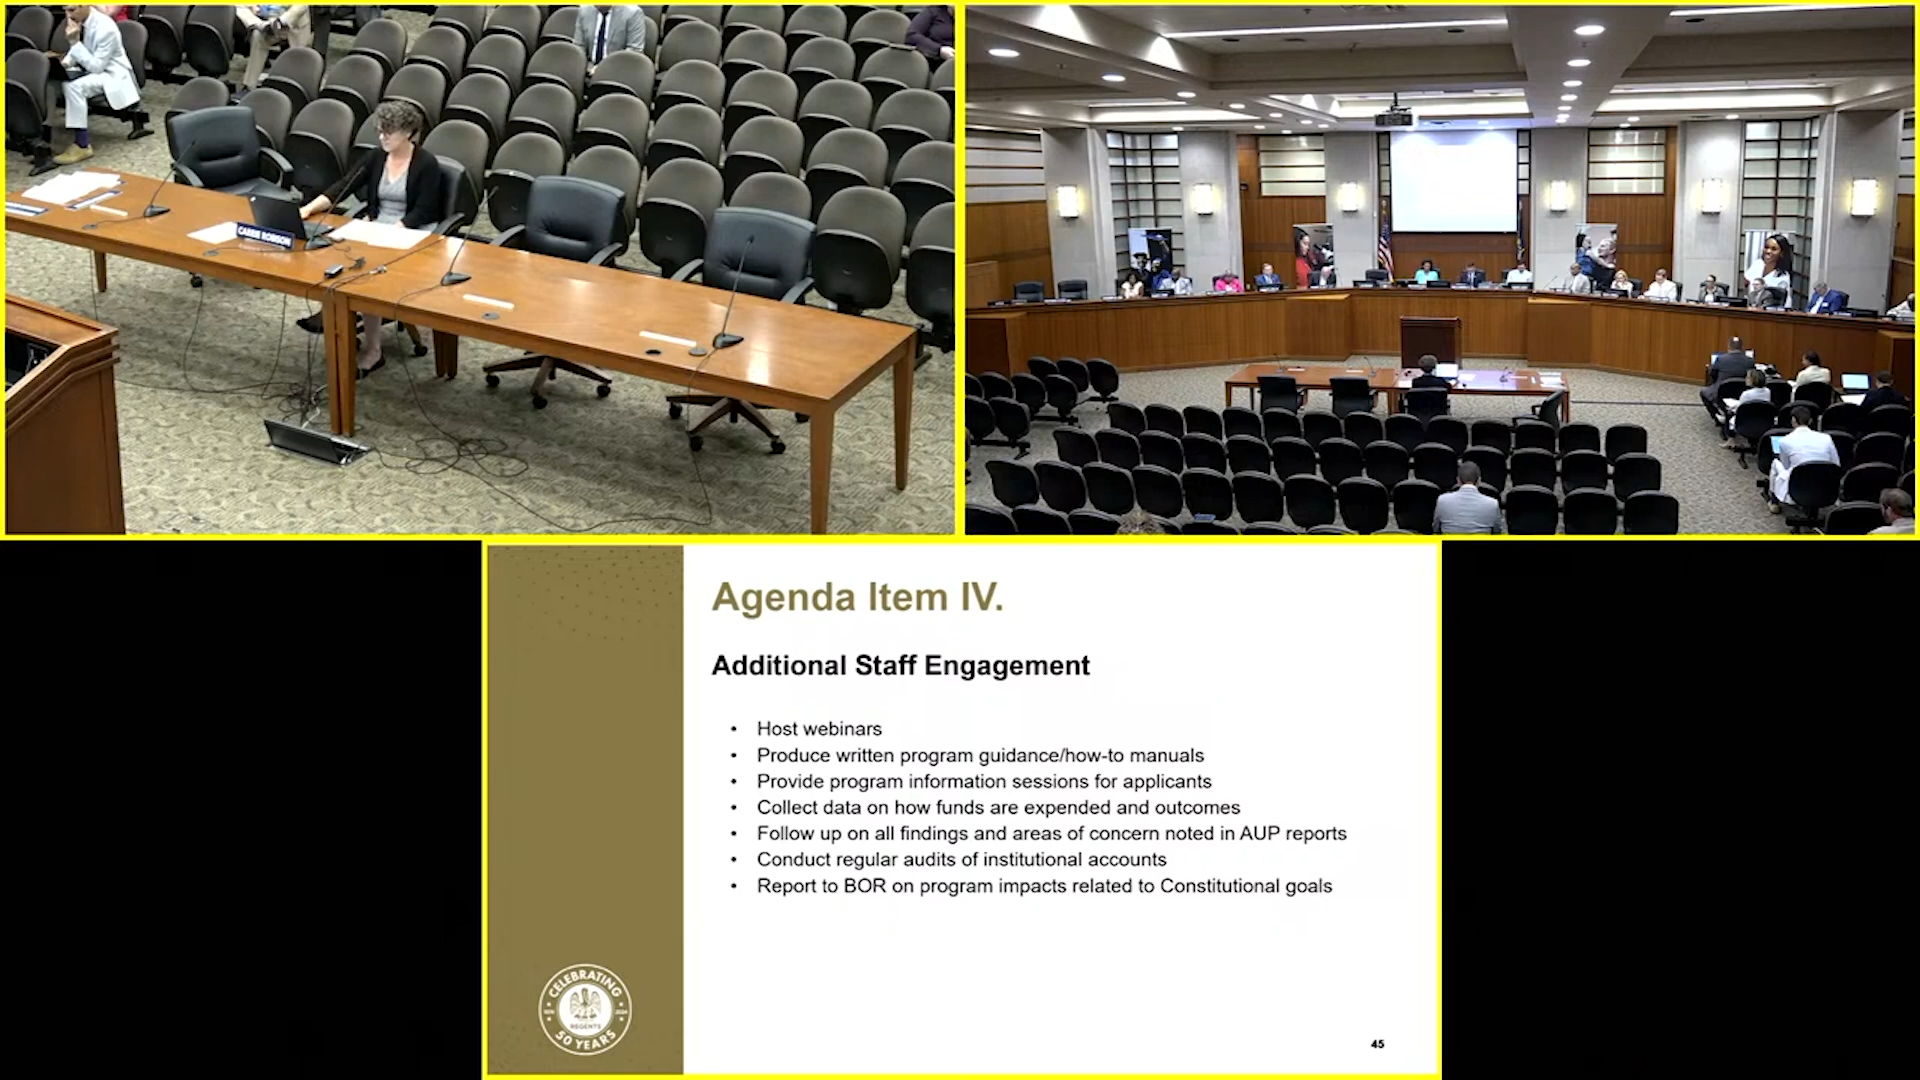 CARRIE ROBISON
Agenda Item IV.
Additional Staff Engagement
• Host webinars
• Produce written program guidance/how-to manuals
• Provide program information sessions for applicants
• Collect data on how funds are expended and outcomes
• Follow up on all findings and areas of concern noted in AUP reports
• Conduct regular audits of institutional accounts
• Report to BOR on program impacts related to Constitutional goals
CELEBRATING
REGENTS
50 YEARS
45